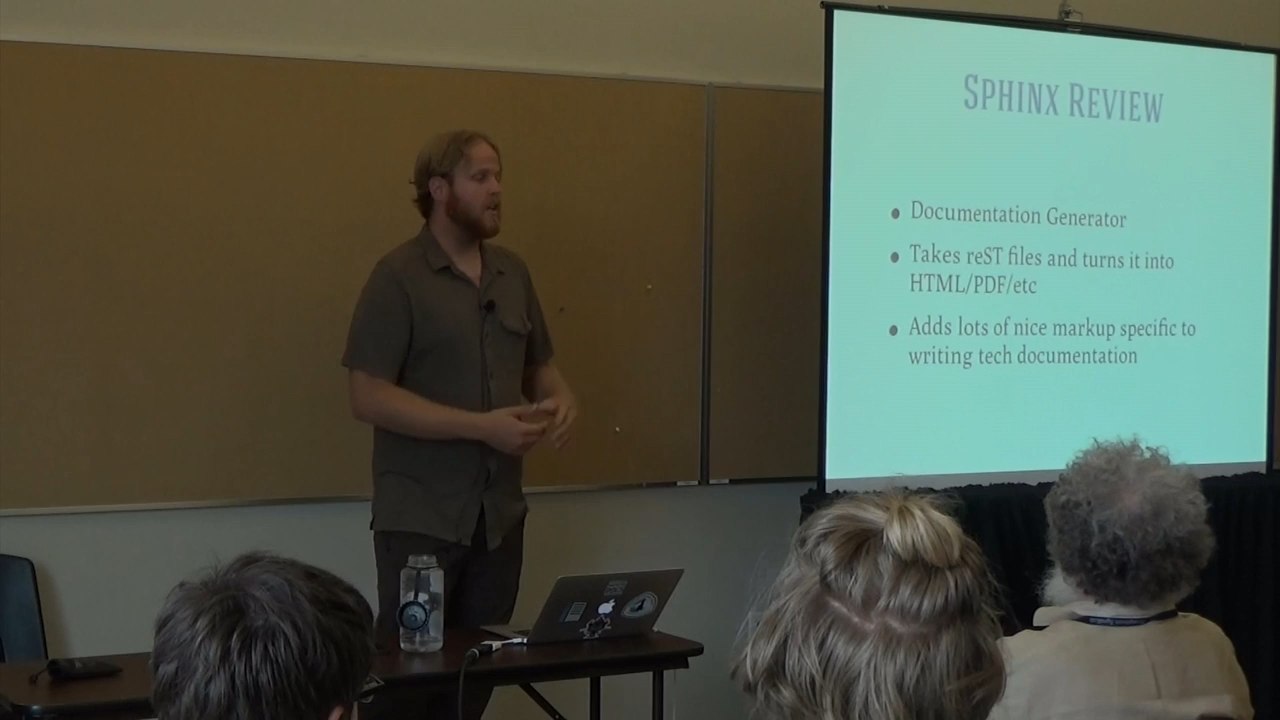 SPHINX REVIEW
• Documentation Generator
• Takes reST files and turns it into
HTML/PDF/etc
• Adds lots of nice markup specific to
writing tech documentation